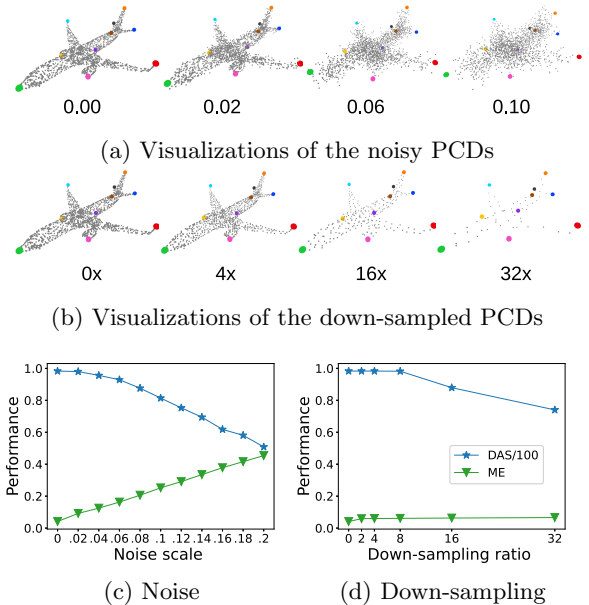 0.00 0.02 0.06 0.10
(a) Visualizations of the noisy PCDs
0x 4x 16x 32x
(b) Visualizations of the down-sampled PCDs
Performance
1.0
0.8
0.6
0.4
0.2
0.0
0 .02 .04 .06 .08 .1 .12 .14 .16 .18 .2
Noise scale
(c) Noise
Performance
1.0
0.8
0.6
0.4
0.2
0.0
DAS/100
ME
0 2 4 8 16 32
Down-sampling ratio
(d) Down-sampling